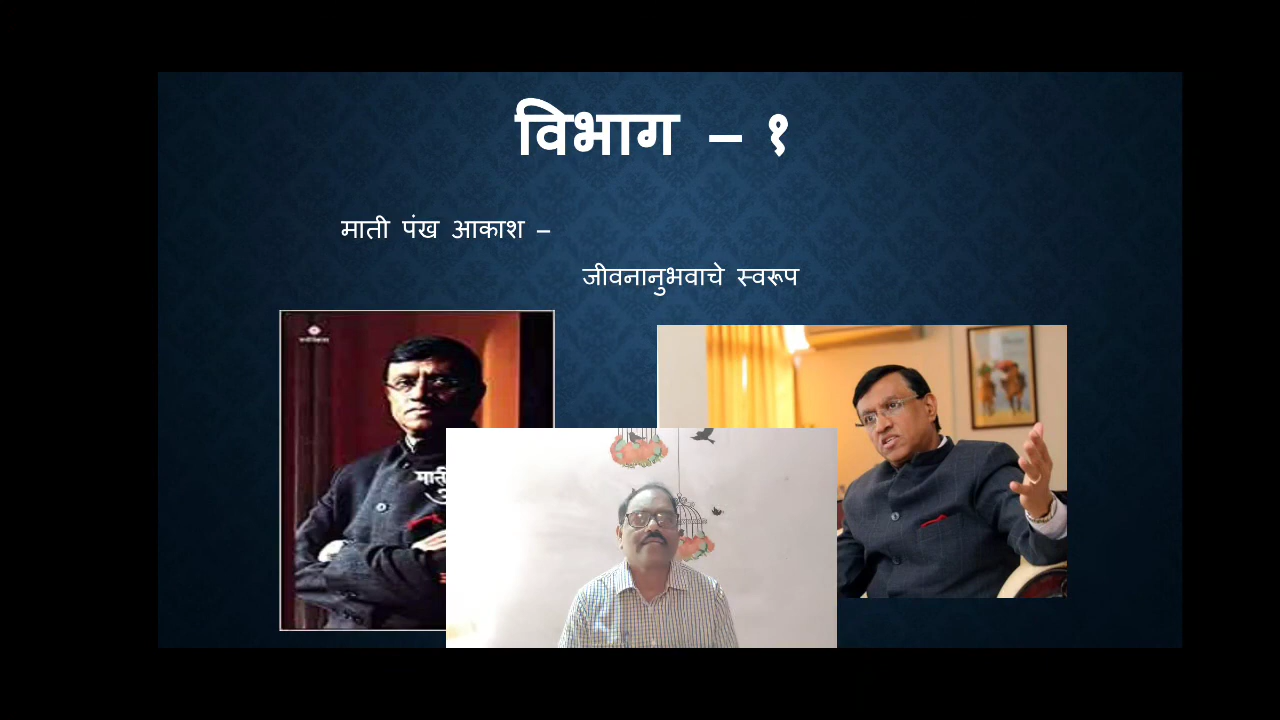 विभाग – १
माती पंख आकाश –
जीवनानुभवाचे स्वरूप